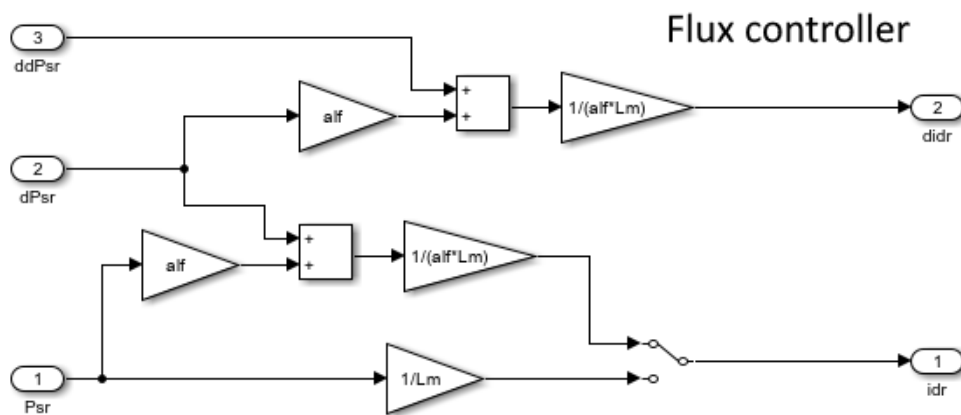 Flux controller
3
ddPsr
+
+
alf
1/(alf*Lm)
2
didr
2
dPsr
alf
+
+
1/(alf*Lm)
1
Psr
1/Lm
1
idr